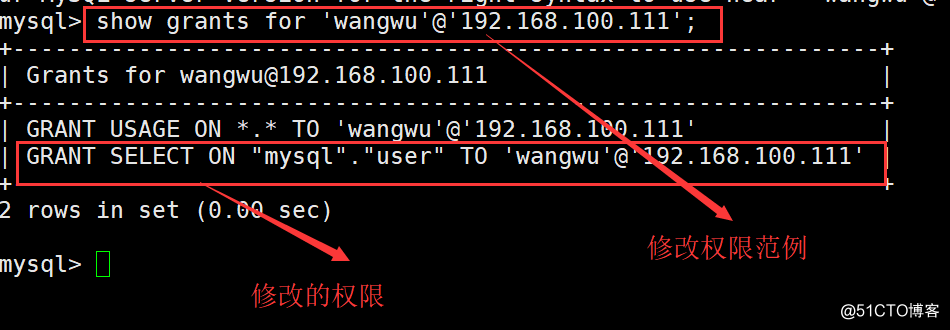 mysql> show grants for 'wangwu'@'192.168.100.111';
+----------------------------------------------------------------+
| Grants for wangwu@192.168.100.111 |
+----------------------------------------------------------------+
| GRANT USAGE ON *.* TO 'wangwu'@'192.168.100.111'
| GRANT SELECT ON "mysql"."user" TO 'wangwu'@'192.168.100.111' |
+ +
2 rows in set (0.00 sec)
修改权限范例
mysql>
修改的权限
@51CTO博客